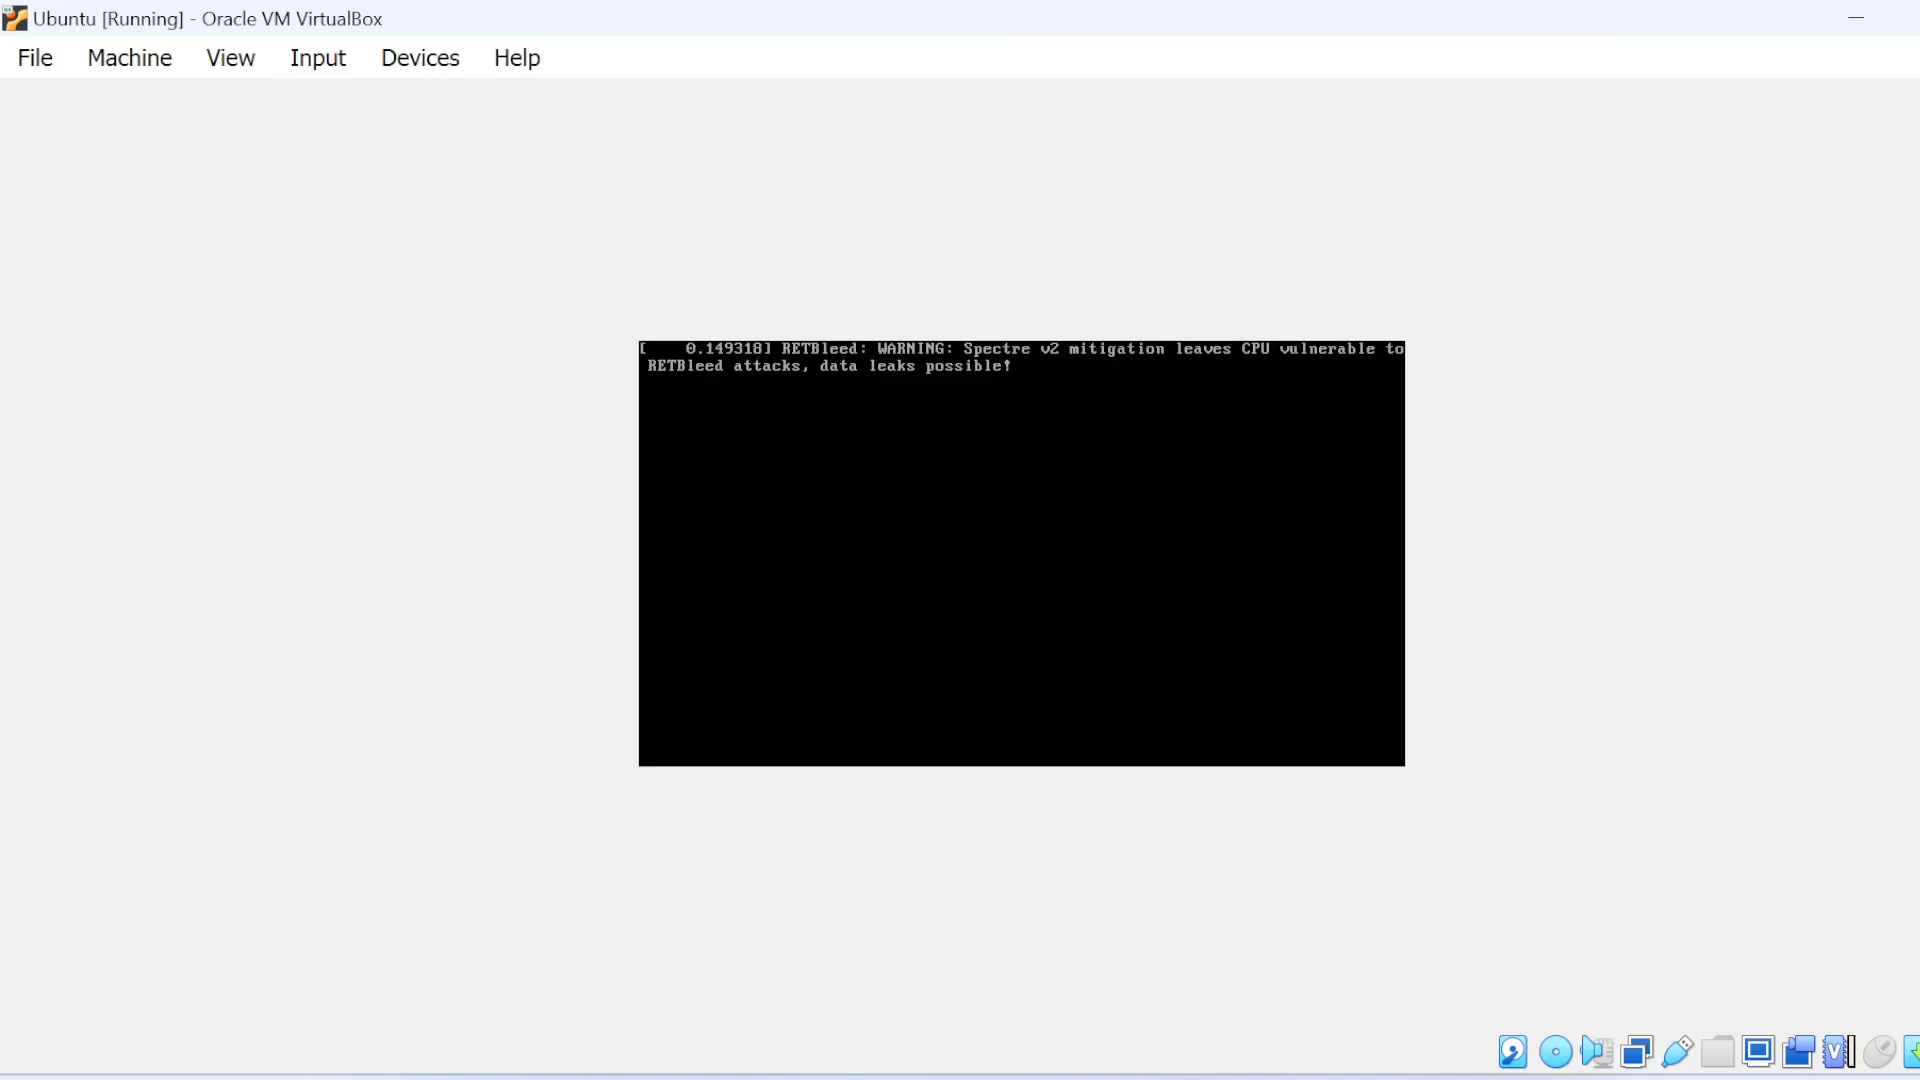 Ubuntu [Running] - Oracle VM VirtualBox
File Machine View Input Devices Help
[    0.149318] RETBleed: WARNING: Spectre v2 mitigation leaves CPU vulnerable to
RETBleed attacks, data leaks possible!